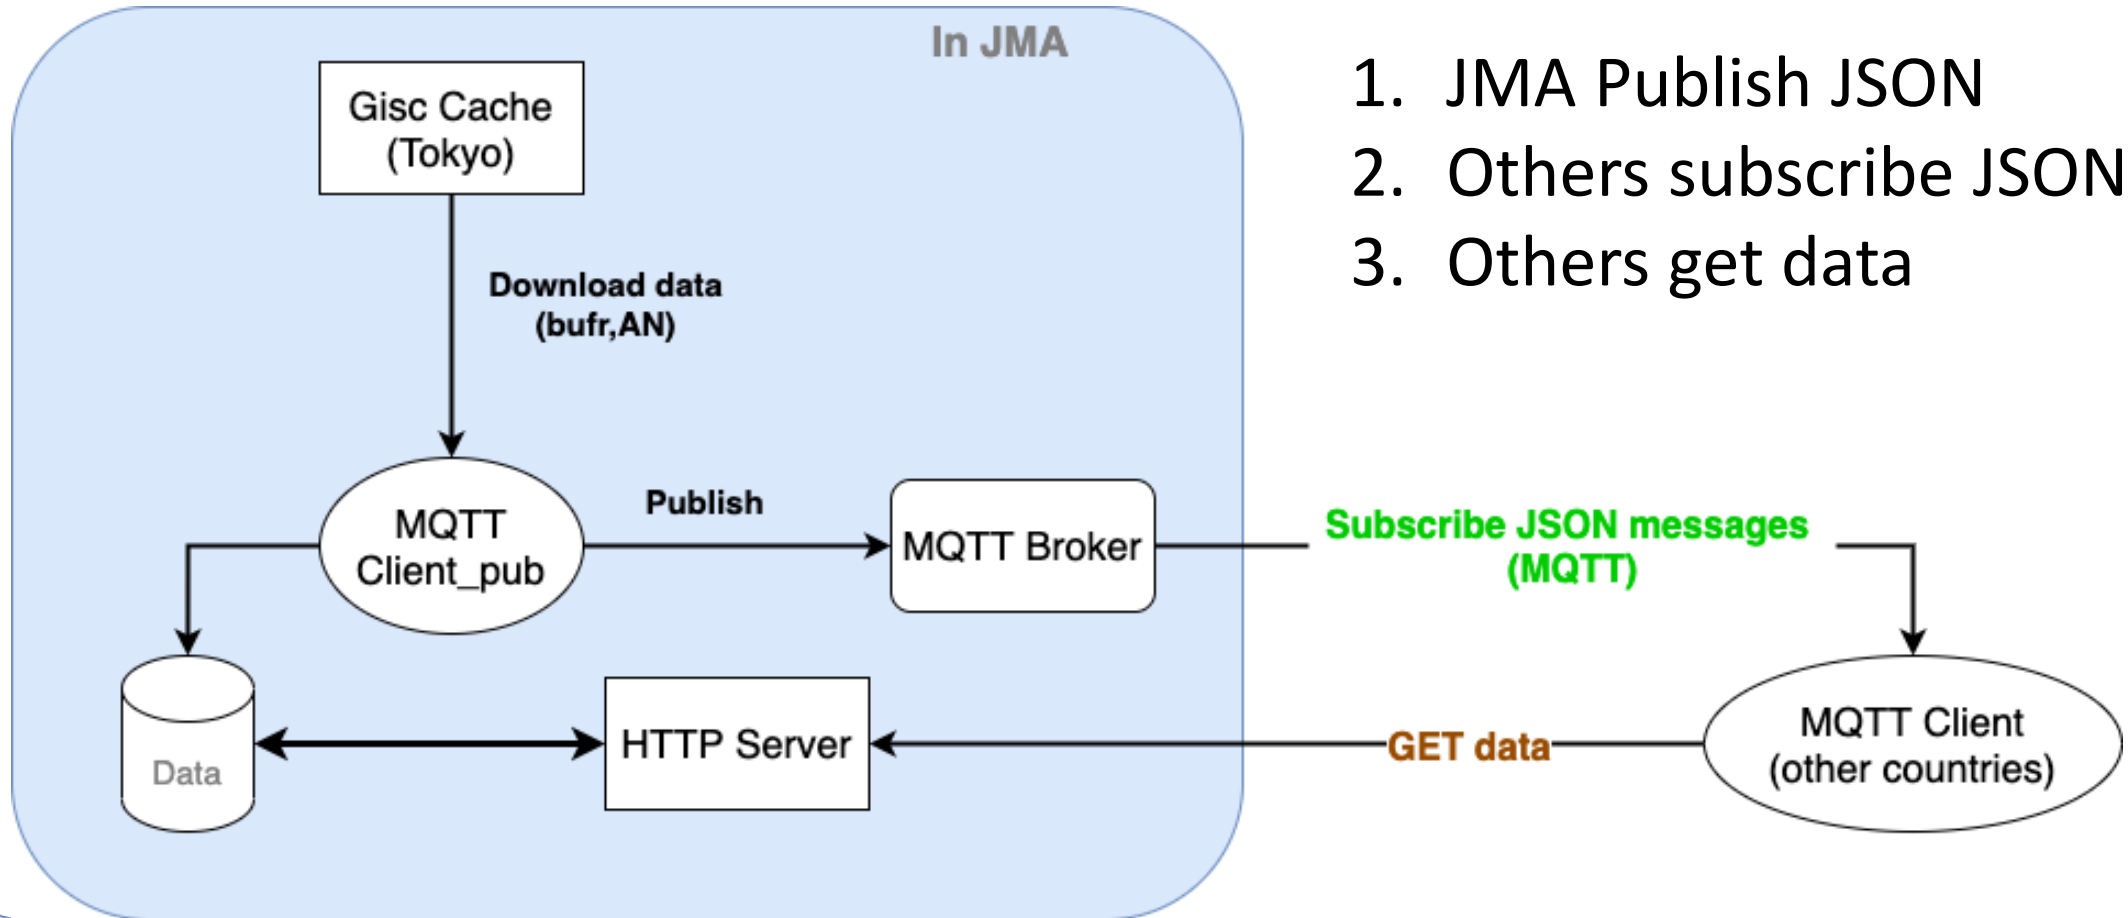 In JMA
Gisc Cache
(Tokyo)
Download data
(bufr,AN)
MQTT
Client_pub
Publish
MQTT Broker
Data
HTTP Server
1. JMA Publish JSON
2. Others subscribe JSON
3. Others get data
Subscribe JSON messages
(MQTT)
GET data
MQTT Client
(other countries)